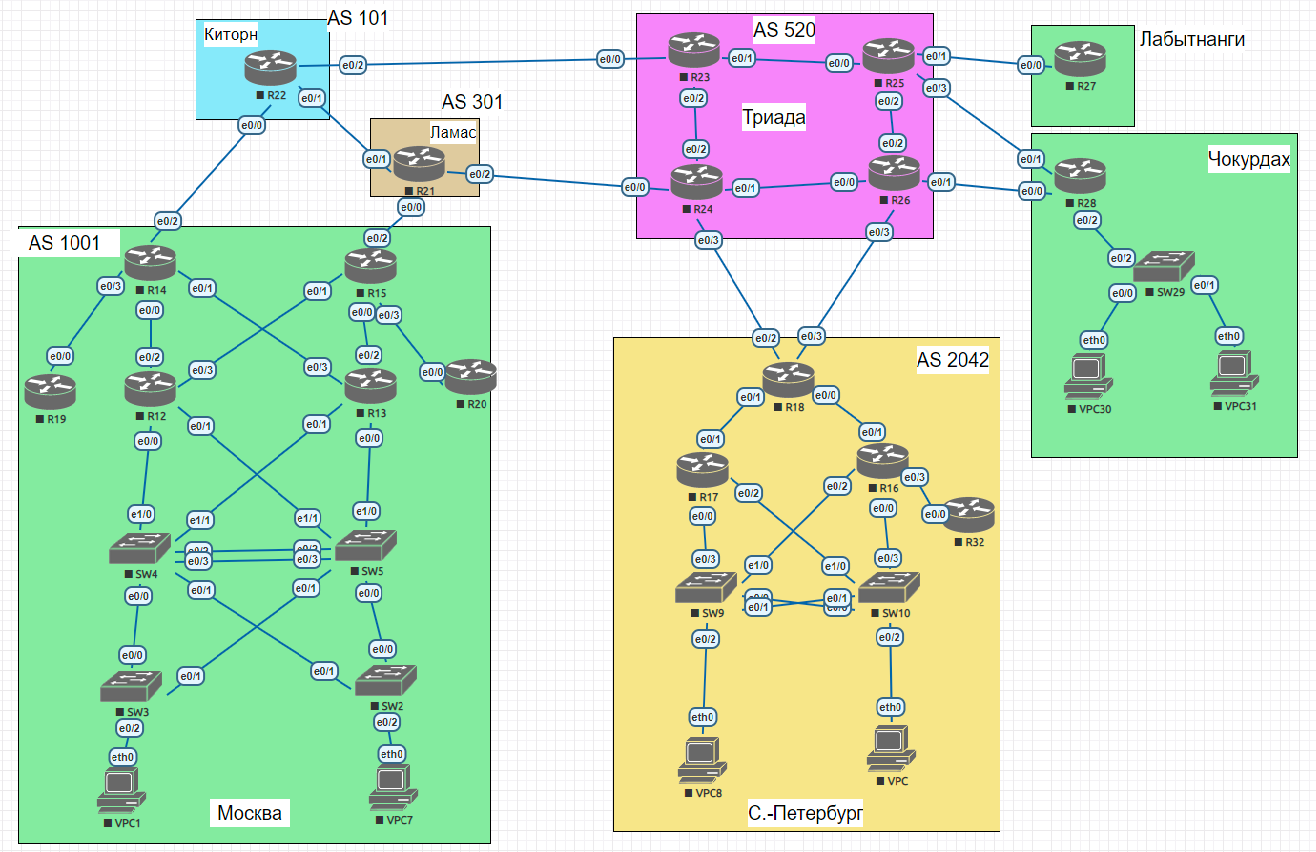 AS 101
Киторн
R22
e0/2
e0/1
e0/0
AS 301
Ламас
e0/1
R21
e0/2
e0/0
AS 520
Триада
e0/0
R23
e0/1
e0/2
e0/0
R25
e0/1
e0/3
e0/2
e0/2
e0/0
R24
e0/1
e0/3
e0/2
e0/0
R26
e0/1
e0/3
Лабытнанги
e0/0
R27
Чокурдах
e0/1
e0/0
R28
e0/2
e0/2
SW29
e0/0
e0/1
eth0
eth0
VPC30
VPC31
AS 1001
e0/2
R14
e0/3
e0/1
e0/0
e0/2
R15
e0/1
e0/0
e0/3
e0/0
R19
e0/2
R12
e0/3
e0/1
e0/0
e0/2
e0/3
R13
e0/1
e0/0
e0/0
R20
e1/0
e1/1
SW4
e0/3
e0/0
e0/1
e1/0
e1/1
SW5
e0/3
e0/1
e0/0
e0/0
SW3
e0/1
e0/2
e0/0
e0/1
SW2
e0/2
eth0
VPC1
eth0
VPC7
Москва
AS 2042
e0/2
e0/3
R18
e0/1
e0/0
e0/1
R17
e0/2
e0/0
e0/1
R16
e0/2
e0/3
e0/0
e0/0
R32
e0/3
e1/0
SW9
e0/1
e0/2
e1/0
e0/3
SW10
e0/1
e0/2
eth0
VPC8
eth0
VPC
С.-Петербург